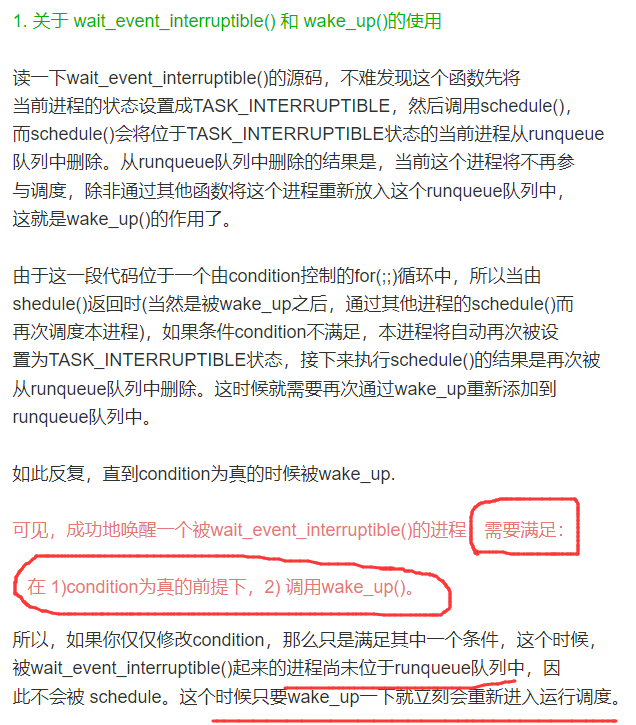 1. 关于 wait_event_interruptible() 和 wake_up()的使用
读一下wait_event_interruptible()的源码，不难发现这个函数先将
当前进程的状态设置成TASK_INTERRUPTIBLE，然后调用schedule()，
而schedule()会将位于TASK_INTERRUPTIBLE状态的当前进程从runqueue
队列中删除。从runqueue队列中删除的结果是，当前这个进程将不再参
与调度，除非通过其他函数将这个进程重新放入这个runqueue队列中，
这就是wake_up()的作用了。
由于这一段代码位于一个由condition控制的for(;;)循环中，所以当由
shedule()返回时(当然是被wake_up之后，通过其他进程的schedule()而
再次调度本进程)，如果条件condition不满足，本进程将自动再次被设
置为TASK_INTERRUPTIBLE状态，接下来执行schedule()的结果是再次被
从runqueue队列中删除。这时候就需要再次通过wake_up重新添加到
runqueue队列中。
如此反复，直到condition为真的时候被wake_up.
可见，成功地唤醒一个被wait_event_interruptible()的进程，需要满足：
在 1)condition为真的前提下，2) 调用wake_up()。
所以，如果你仅仅修改condition，那么只是满足其中一个条件，这个时候，
被wait_event_interruptible()起来的进程尚未位于runqueue队列中，因
此不会被 schedule。这个时候只要wake_up一下就立刻会重新进入运行调度。